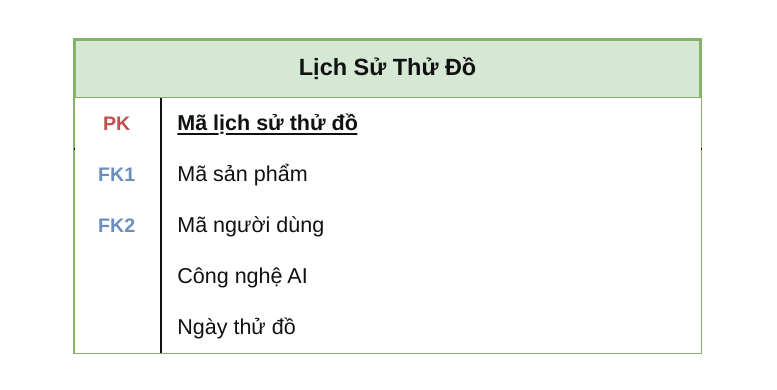 Lịch Sử Thử Đồ
PK Mã lịch sử thử đồ
FK1 Mã sản phẩm
FK2 Mã người dùng
Công nghệ AI
Ngày thử đồ